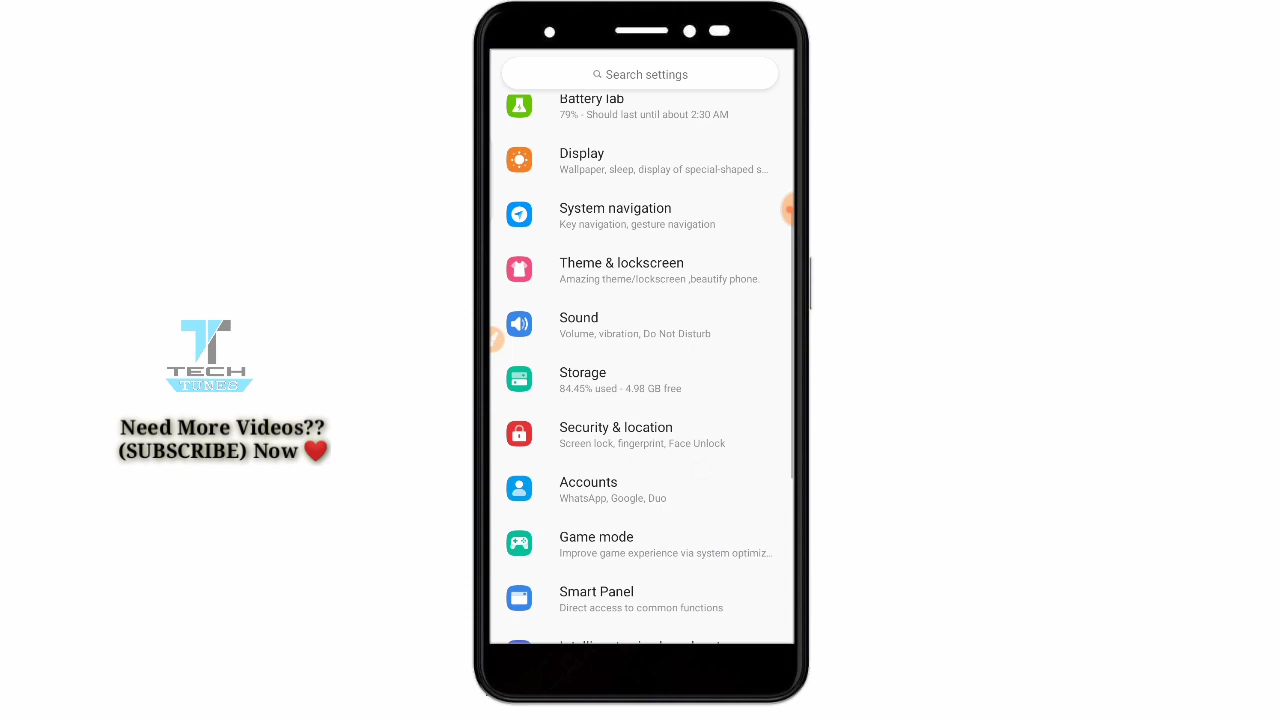 Search settings
Battery lab
79% - Should last until about 2:30 AM
Display
Wallpaper, sleep, display of special-shaped s...
System navigation
Key navigation, gesture navigation
Theme & lockscreen
Amazing theme/lockscreen ,beautify phone.
Sound
Volume, vibration, Do Not Disturb
Storage
84.45% used - 4.98 GB free
Security & location
Screen lock, fingerprint, Face Unlock
Accounts
WhatsApp, Google, Duo
Game mode
Improve game experience via system optimiz...
Smart Panel
Direct access to common functions
TECH
TUNES
Need More Videos??
(SUBSCRIBE) Now ❤️